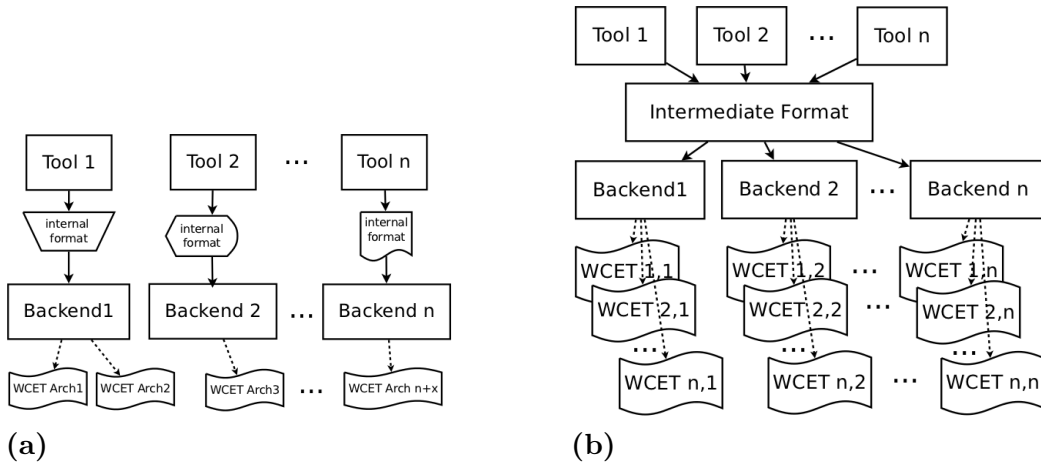 Tool 1
Tool 2
...
Tool n
internal
format
internal
format
internal
format
Backend1
Backend 2
...
Backend n
WCET Arch1
WCET Arch2
WCET Arch3
...
WCET Arch n+x
(a)
Tool 1
Tool 2
...
Tool n
Intermediate Format
Backend1
Backend 2
...
Backend n
WCET 1,1
WCET 1,2
...
WCET 1,n
WCET 2,1
WCET 2,2
...
WCET 2,n
...
...
...
WCET n,1
WCET n,2
...
WCET n,n
(b)